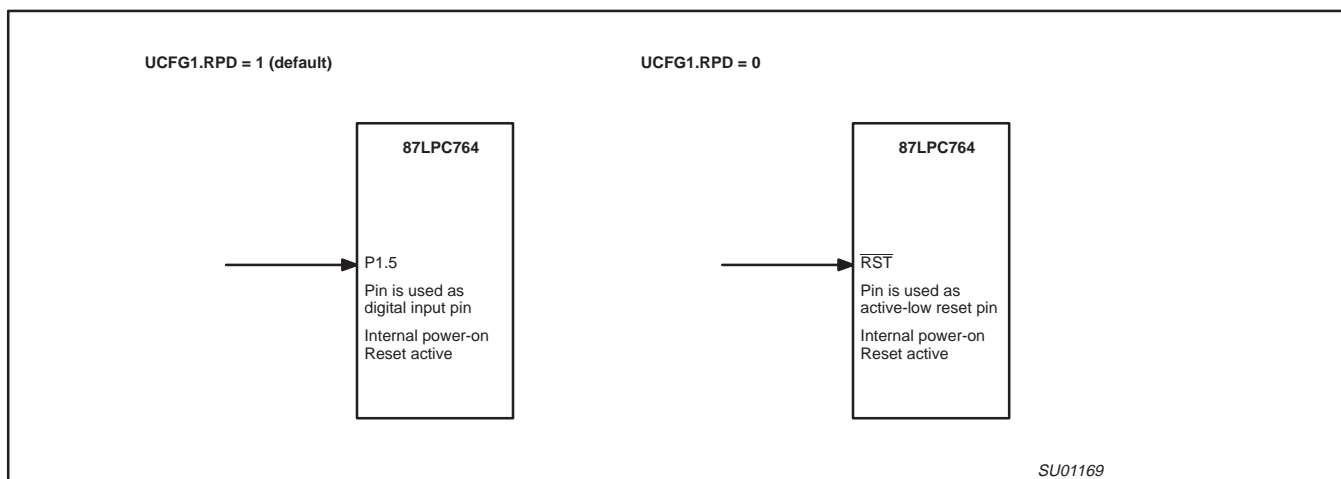 UCFG1.RPD = 1 (default)
87LPC764
P1.5
Pin is used as
digital input pin
Internal power-on
Reset active
UCFG1.RPD = 0
87LPC764
R̅S̅T̅
Pin is used as
active-low reset pin
Internal power-on
Reset active
SU01169